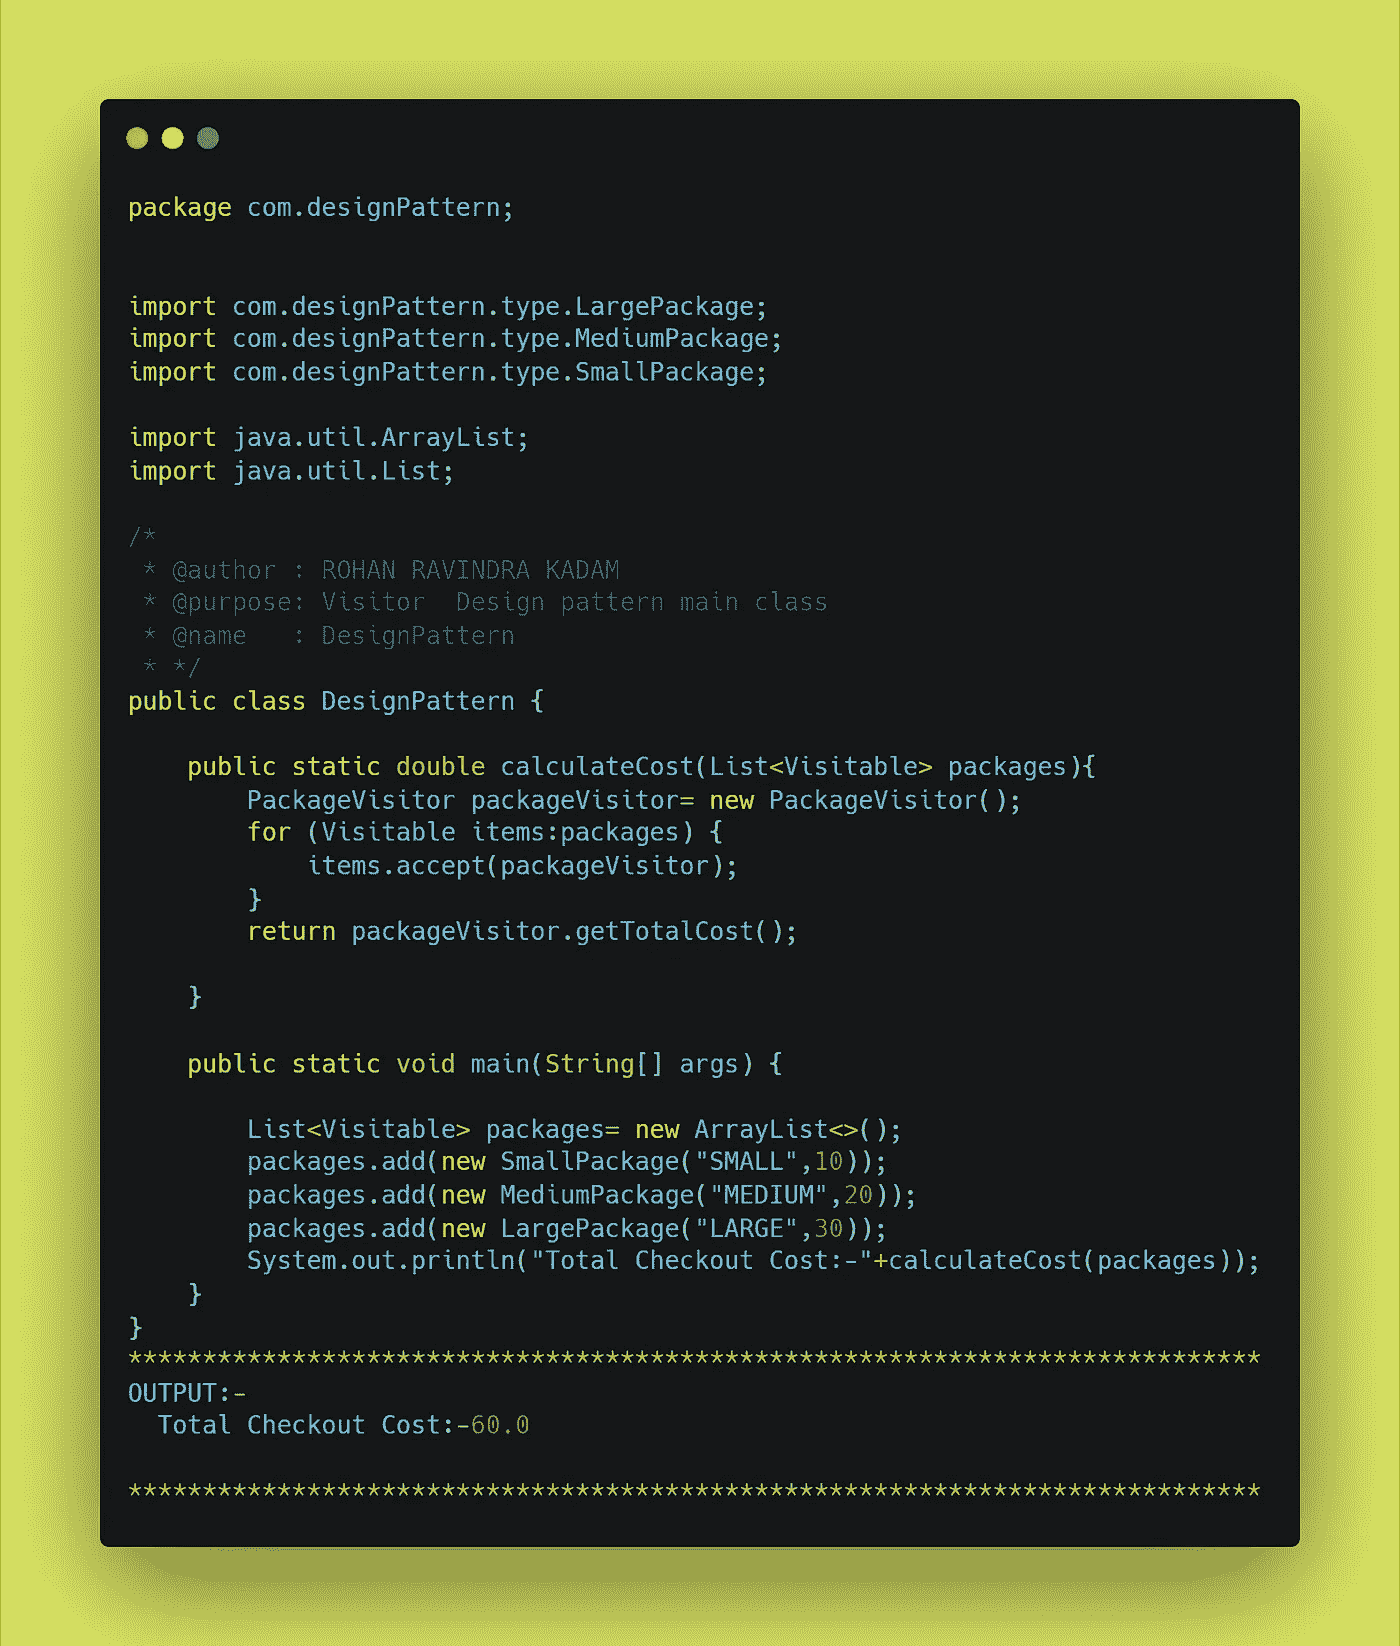 package com.designPattern;
import com.designPattern.type.LargePackage;
import com.designPattern.type.MediumPackage;
import com.designPattern.type.SmallPackage;
import java.util.ArrayList;
import java.util.List;
/*
 * @author : ROHAN RAVINDRA KADAM
 * @purpose: Visitor  Design pattern main class
 * @name   : DesignPattern
 * */
public class DesignPattern {
    public static double calculateCost(List<Visitable> packages){
        PackageVisitor packageVisitor= new PackageVisitor();
        for (Visitable items:packages) {
            items.accept(packageVisitor);
        }
        return packageVisitor.getTotalCost();
    }
    public static void main(String[] args) {
        List<Visitable> packages= new ArrayList<>();
        packages.add(new SmallPackage("SMALL",10));
        packages.add(new MediumPackage("MEDIUM",20));
        packages.add(new LargePackage("LARGE",30));
        System.out.println("Total Checkout Cost:-"+calculateCost(packages));
    }
}
****************************************************************************
OUTPUT:-
  Total Checkout Cost:-60.0
****************************************************************************